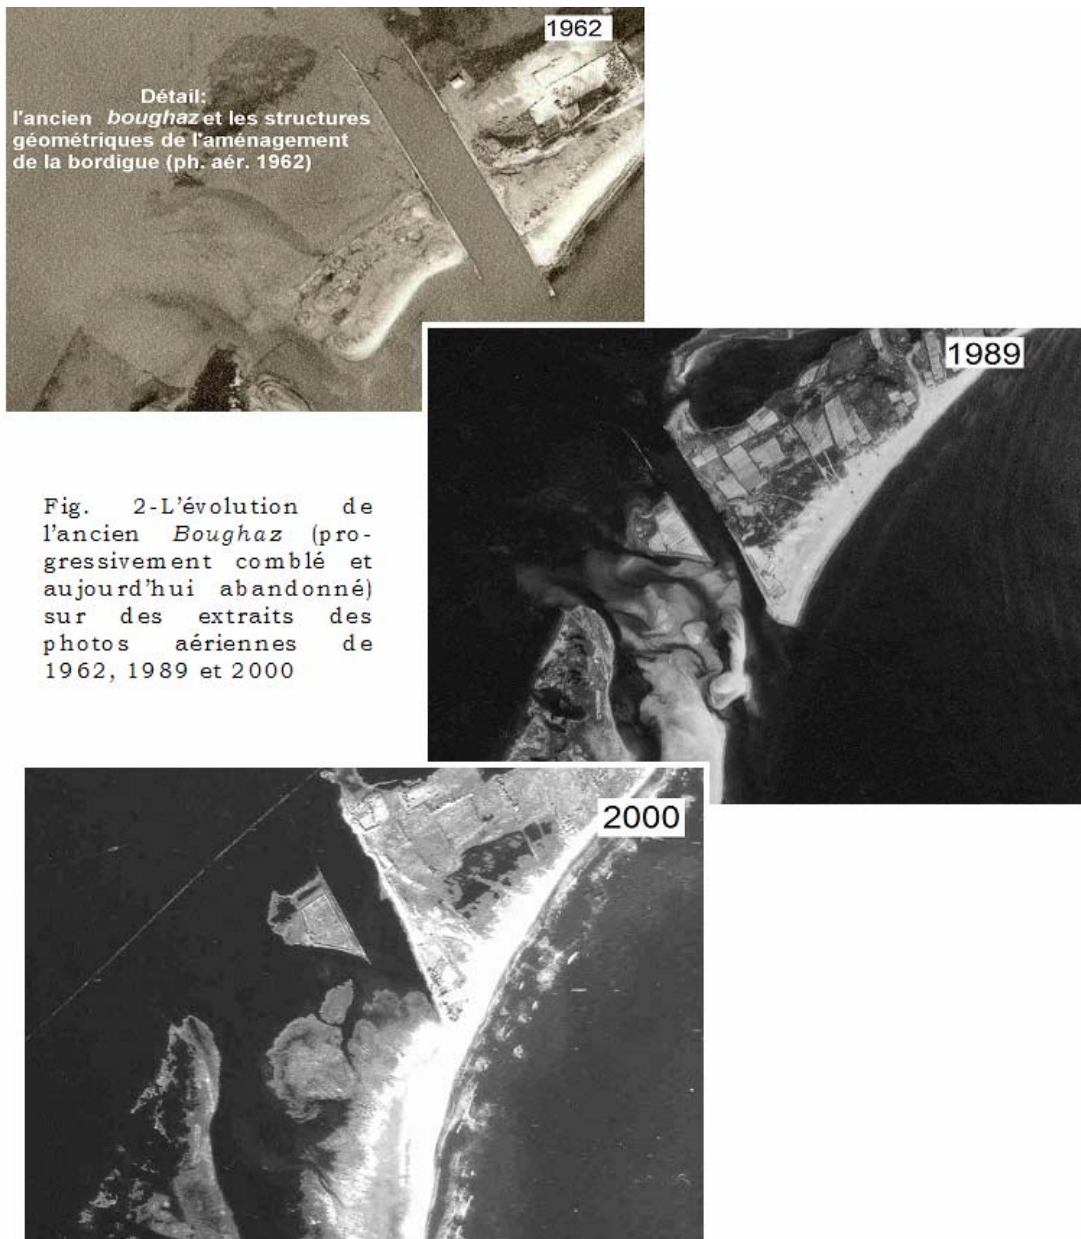 1962
Détail:
l'ancien boughaz et les structures
géométriques de l'aménagement
de la bordigue (ph. aér. 1962)
1989
Fig. 2-L'évolution de
l'ancien Boughaz (pro-
gressivement comblé et
aujourd'hui abandonné)
sur des extraits des
photos aériennes de
1962, 1989 et 2000
2000